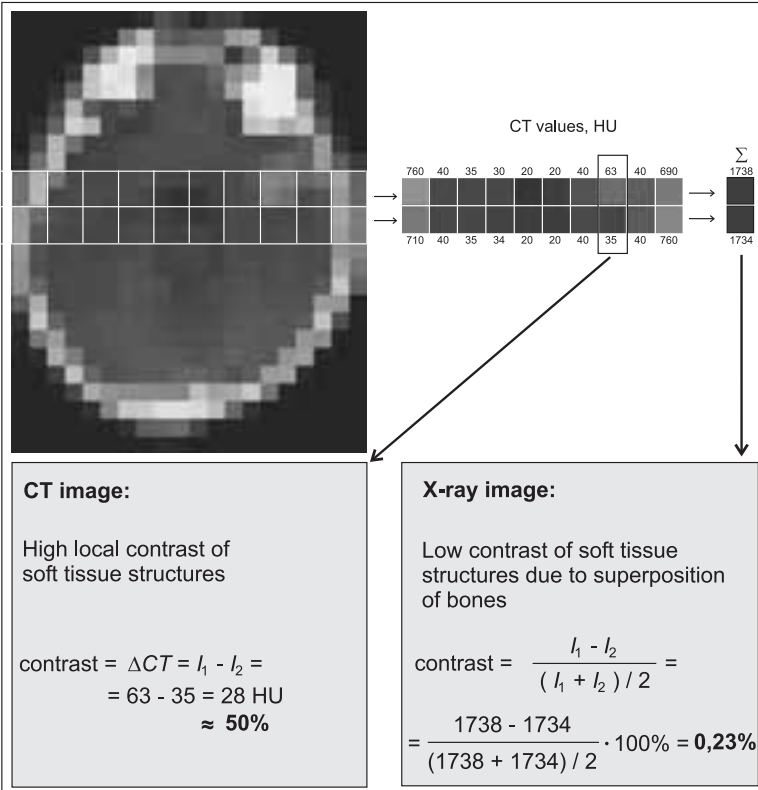 CT values, HU
Σ
760 40 35 30 20 20 40 63 40 690 1738
710 40 35 34 20 20 40 35 40 760 1734
CT image:
High local contrast of
soft tissue structures
contrast = ΔCT = I₁ - I₂ =
= 63 - 35 = 28 HU
≈ 50%
X-ray image:
Low contrast of soft tissue
structures due to superposition
of bones
contrast = I₁ - I₂ / ( I₁ + I₂ ) / 2 =
= 1738 - 1734 / (1738 + 1734) / 2 · 100% = 0,23%